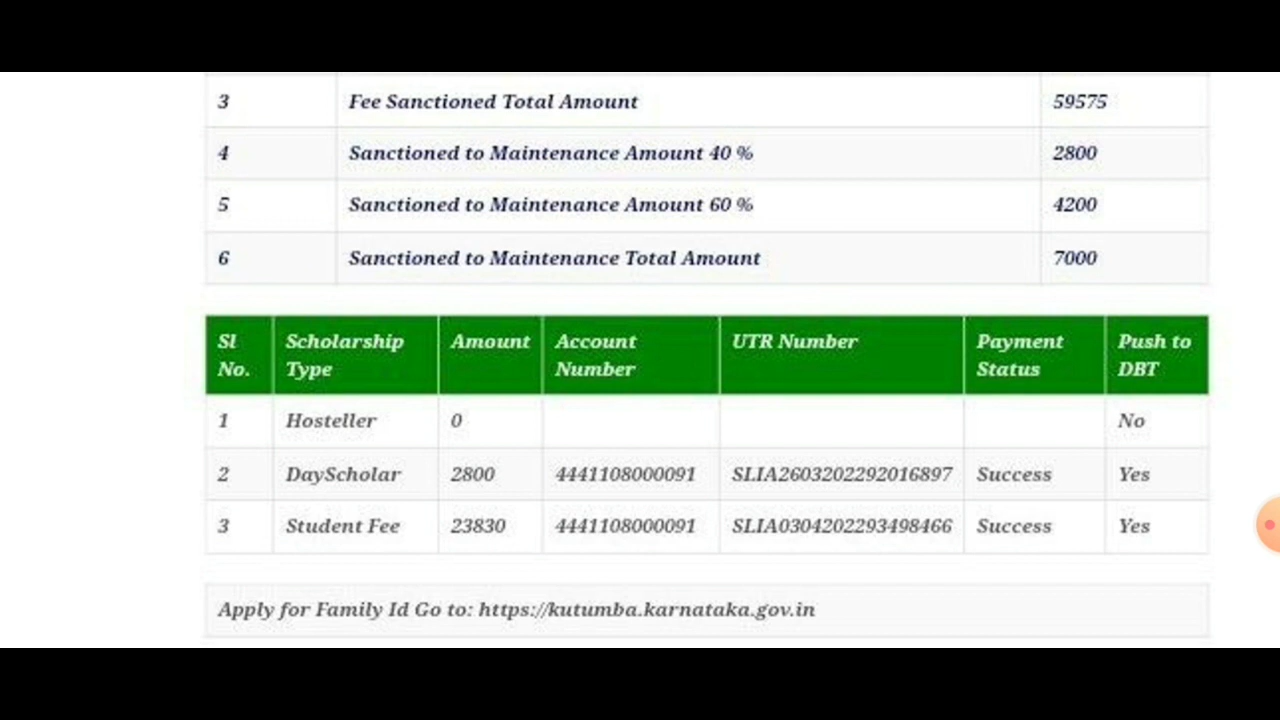 3 Fee Sanctioned Total Amount 59575
4 Sanctioned to Maintenance Amount 40 % 2800
5 Sanctioned to Maintenance Amount 60 % 4200
6 Sanctioned to Maintenance Total Amount 7000
Sl No. Scholarship Type Amount Account Number UTR Number Payment Status Push to DBT
1 Hosteller 0 No
2 DayScholar 2800 4441108000091 SLIA2603202292016897 Success Yes
3 Student Fee 23830 4441108000091 SLIA0304202293498466 Success Yes
Apply for Family Id Go to: https://kutumba.karnataka.gov.in